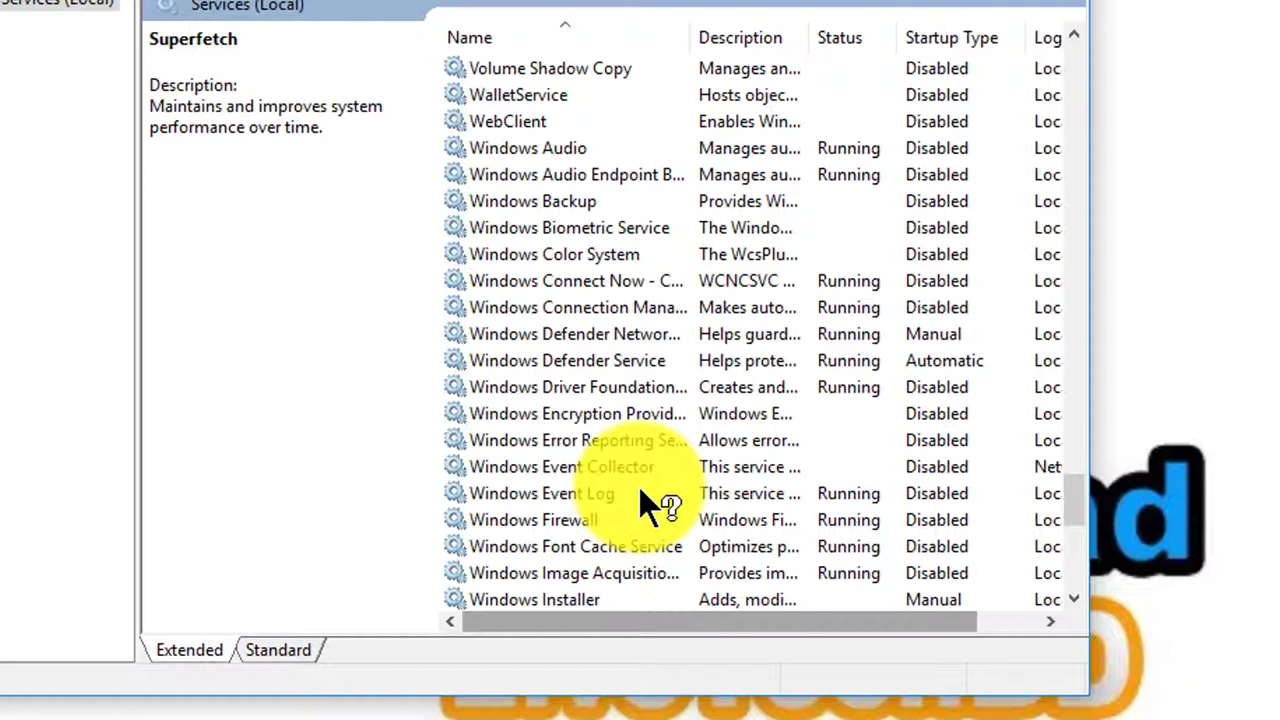 Services (Local)
Services (Local)
Superfetch
Description:
Maintains and improves system
performance over time.
Name Description Status Startup Type Log
Volume Shadow Copy Manages an... Disabled Loc
WalletService Hosts objec... Disabled Loc
WebClient Enables Win... Disabled Loc
Windows Audio Manages au... Running Disabled Loc
Windows Audio Endpoint B... Manages au... Running Disabled Loc
Windows Backup Provides Wi... Disabled Loc
Windows Biometric Service The Windo... Disabled Loc
Windows Color System The WcsPlu... Disabled Loc
Windows Connect Now - C... WCNCSVC ... Running Disabled Loc
Windows Connection Mana... Makes auto... Running Disabled Loc
Windows Defender Networ... Helps guard... Running Manual Loc
Windows Defender Service Helps prote... Running Automatic Loc
Windows Driver Foundation... Creates and... Running Disabled Loc
Windows Encryption Provid... Windows E... Disabled Loc
Windows Error Reporting Se... Allows error... Disabled Loc
Windows Event Collector This service ... Disabled Net
Windows Event Log This service ... Running Disabled Loc
Windows Firewall Windows Fi... Running Disabled Loc
Windows Font Cache Service Optimizes p... Running Disabled Loc
Windows Image Acquisitio... Provides im... Running Disabled Loc
Windows Installer Adds, modi... Manual Loc
Extended Standard